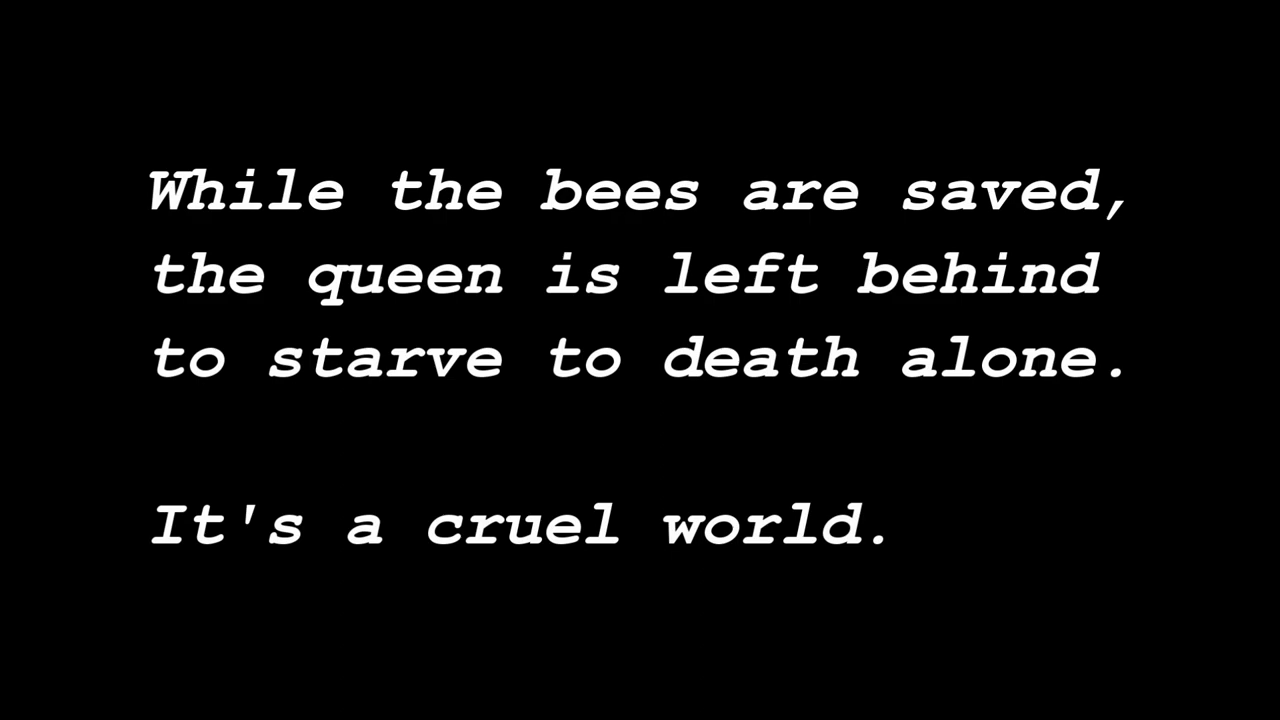 While the bees are saved,
the queen is left behind
to starve to death alone.
It's a cruel world.